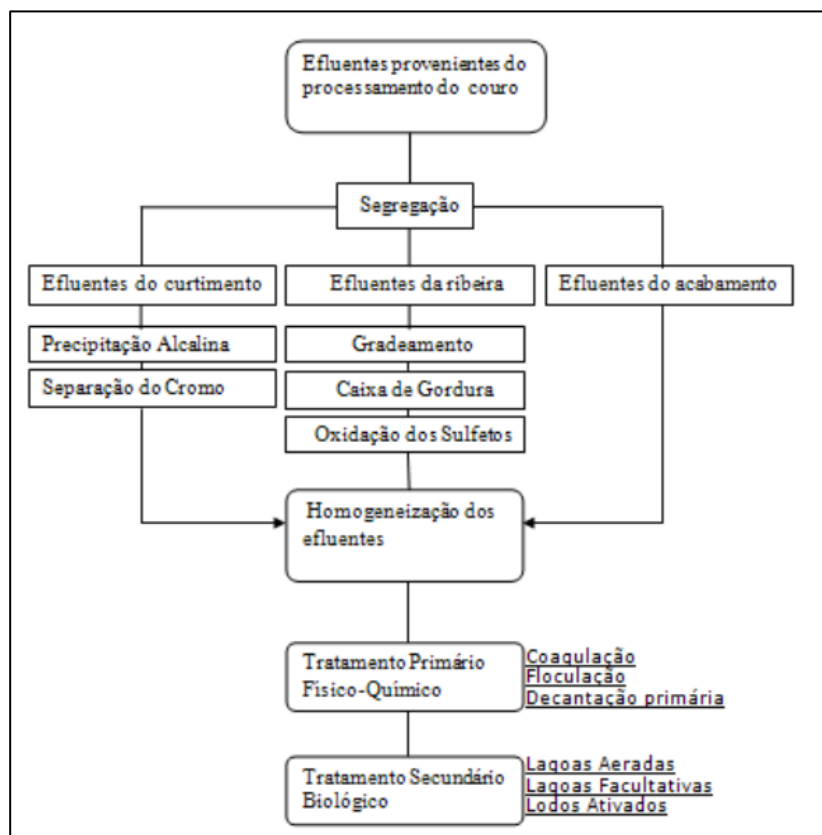 Efluentes provenientes do
processamento do couro
Segregação
Efluentes do curtimento
Efluentes da ribeira
Efluentes do acabamento
Precipitação Alcalina
Gradeamento
Separação do Cromo
Caixa de Gordura
Oxidação dos Sulfetos
Homogeneização dos
efluentes
Tratamento Primário
Físico-Químico
Coagulação
Floculação
Decantação primária
Tratamento Secundário
Biológico
Lagoas Aeradas
Lagoas Facultativas
Lodos Ativados